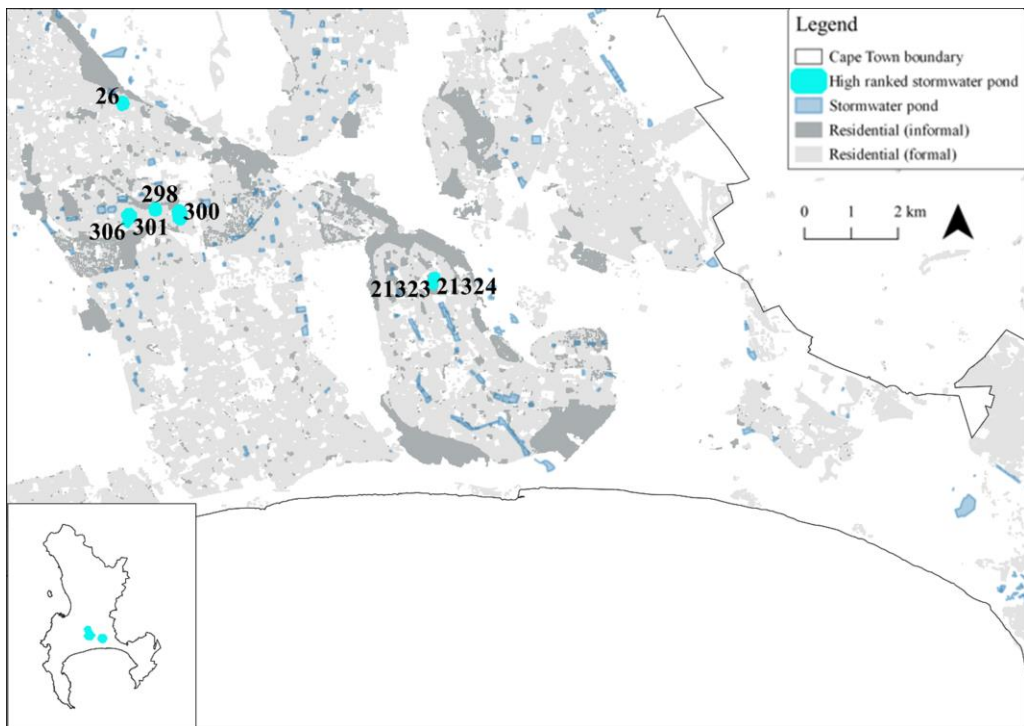 Legend
Cape Town boundary
High ranked stormwater pond
Stormwater pond
Residential (informal)
Residential (formal)
0 1 2 km
26
298
300
306 301
21323 21324